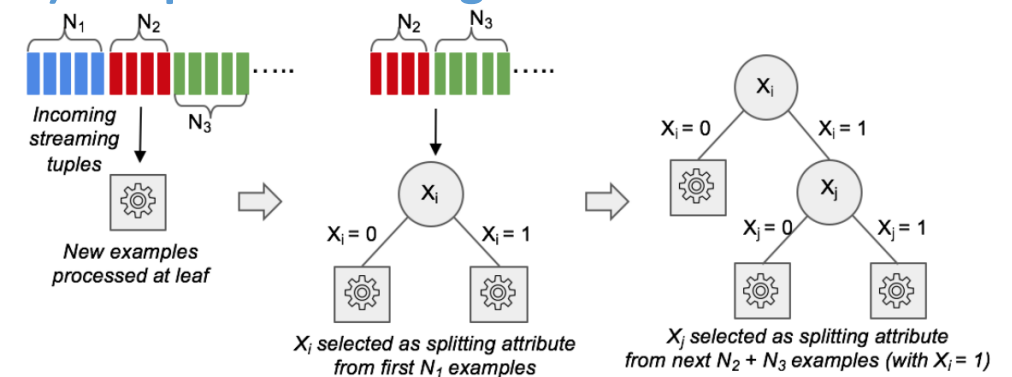 N₁ N₂
N₃
Incoming
streaming
tuples
New examples
processed at leaf
N₂ N₃
Xᵢ
Xᵢ = 0 Xᵢ = 1
Xᵢ selected as splitting attribute
from first N₁ examples
Xᵢ
Xᵢ = 0 Xᵢ = 1
Xⱼ
Xⱼ = 0 Xⱼ = 1
Xⱼ selected as splitting attribute
from next N₂ + N₃ examples (with Xᵢ = 1)